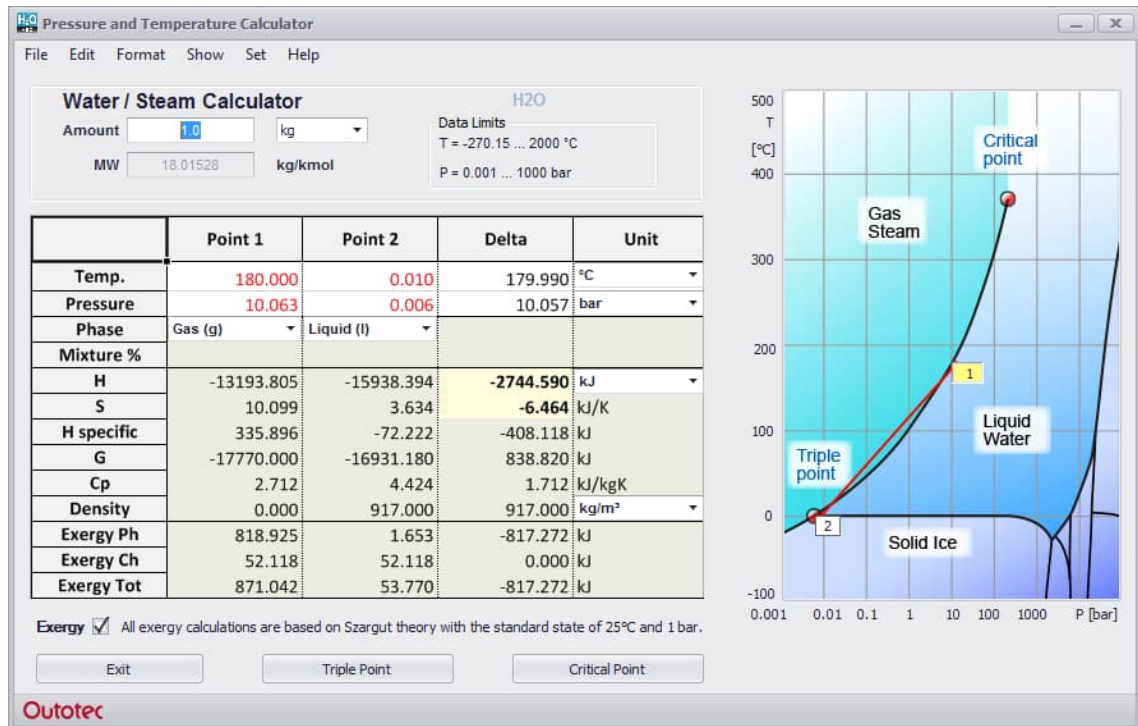 Pressure and Temperature Calculator
File Edit Format Show Set Help
Water / Steam Calculator H2O
Amount 1.0 kg
MW 18.01528 kg/kmol
Data Limits
T = -270.15 ... 2000 °C
P = 0.001 ... 1000 bar
Point 1 Point 2 Delta Unit
Temp. 180.000 0.010 179.990 °C
Pressure 10.063 0.006 10.057 bar
Phase Gas (g) Liquid (l)
Mixture %
H -13193.805 -15938.394 -2744.590 kJ
S 10.099 3.634 -6.464 kJ/K
H specific 335.896 -72.222 -408.118 kJ
G -17770.000 -16931.180 838.820 kJ
Cp 2.712 4.424 1.712 kJ/kgK
Density 0.000 917.000 917.000 kg/m³
Exergy Ph 818.925 1.653 -817.272 kJ
Exergy Ch 52.118 52.118 0.000 kJ
Exergy Tot 871.042 53.770 -817.272 kJ
Exergy All exergy calculations are based on Szargut theory with the standard state of 25°C and 1 bar.
Exit Triple Point Critical Point
Outotec
500
T
[°C]
400
300
200
100
0
-100
0.001 0.01 0.1 1 10 100 1000 P [bar]
Critical
point
Gas
Steam
1
Liquid
Water
Triple
point
2
Solid Ice